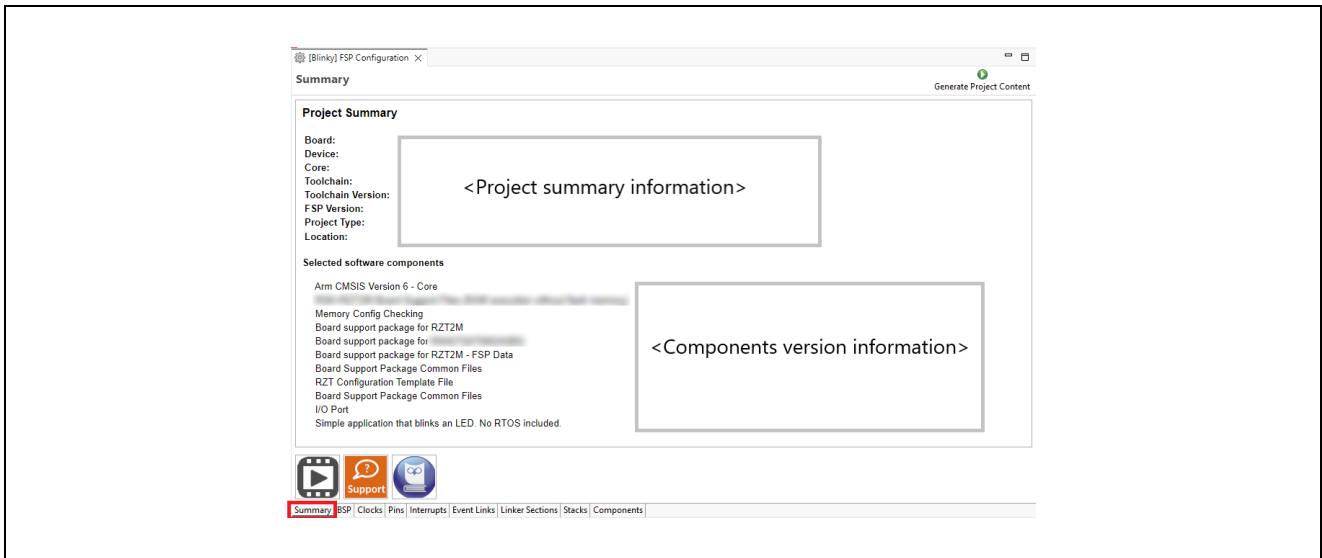 [Blinky] FSP Configuration
Summary
Generate Project Content
Project Summary
Board:
Device:
Core:
Toolchain:
Toolchain Version:
FSP Version:
Project Type:
Location:
<Project summary information>
Selected software components
Arm CMSIS Version 6 - Core
Memory Config Checking
Board support package for RZT2M
Board support package for
Board support package for RZT2M - FSP Data
Board Support Package Common Files
RZT Configuration Template File
Board Support Package Common Files
I/O Port
Simple application that blinks an LED. No RTOS included.
<Components version information>
Support
Summary BSP Clocks Pins Interrupts Event Links Linker Sections Stacks Components